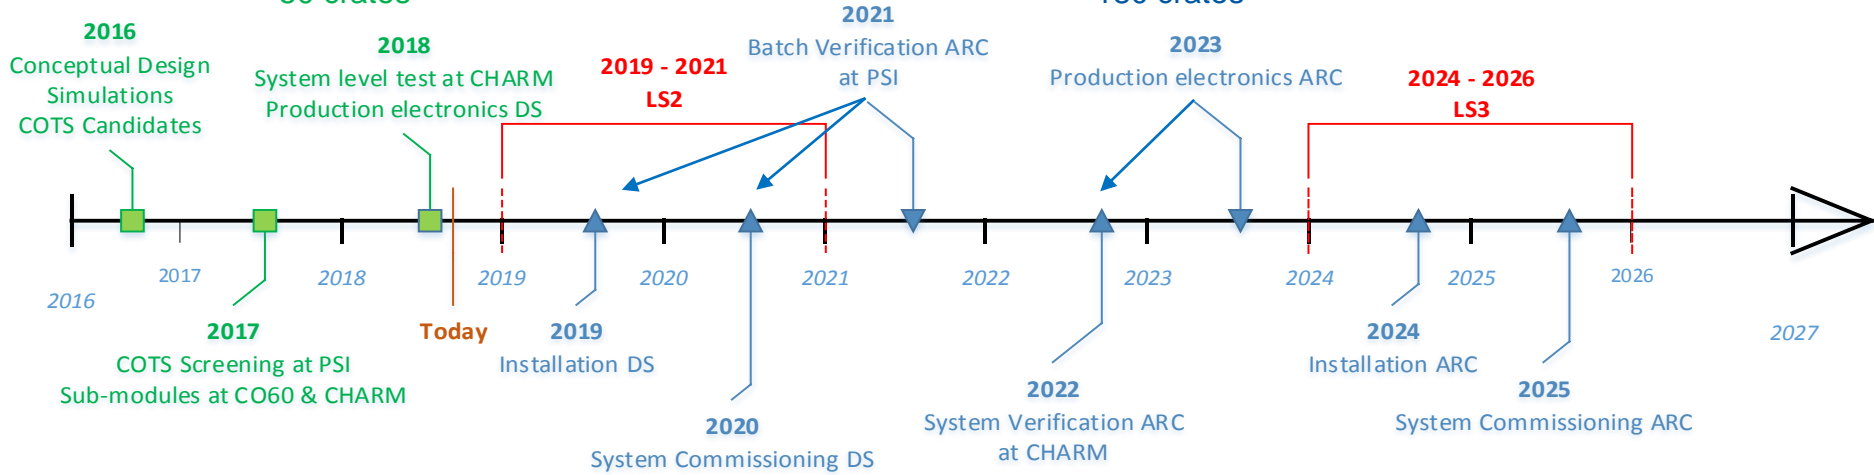 2016
Conceptual Design
Simulations
COTS Candidates
2018
System level test at CHARM
Production electronics DS
2019 - 2021
LS2
2021
Batch Verification ARC
at PSI
2023
Production electronics ARC
2024 - 2026
LS3
2016
2017
2018
2019
2020
2021
2022
2023
2024
2025
2026
2027
2017
COTS Screening at PSI
Sub-modules at CO60 & CHARM
Today
2019
Installation DS
2020
System Commissioning DS
2022
System Verification ARC
at CHARM
2024
Installation ARC
2025
System Commissioning ARC